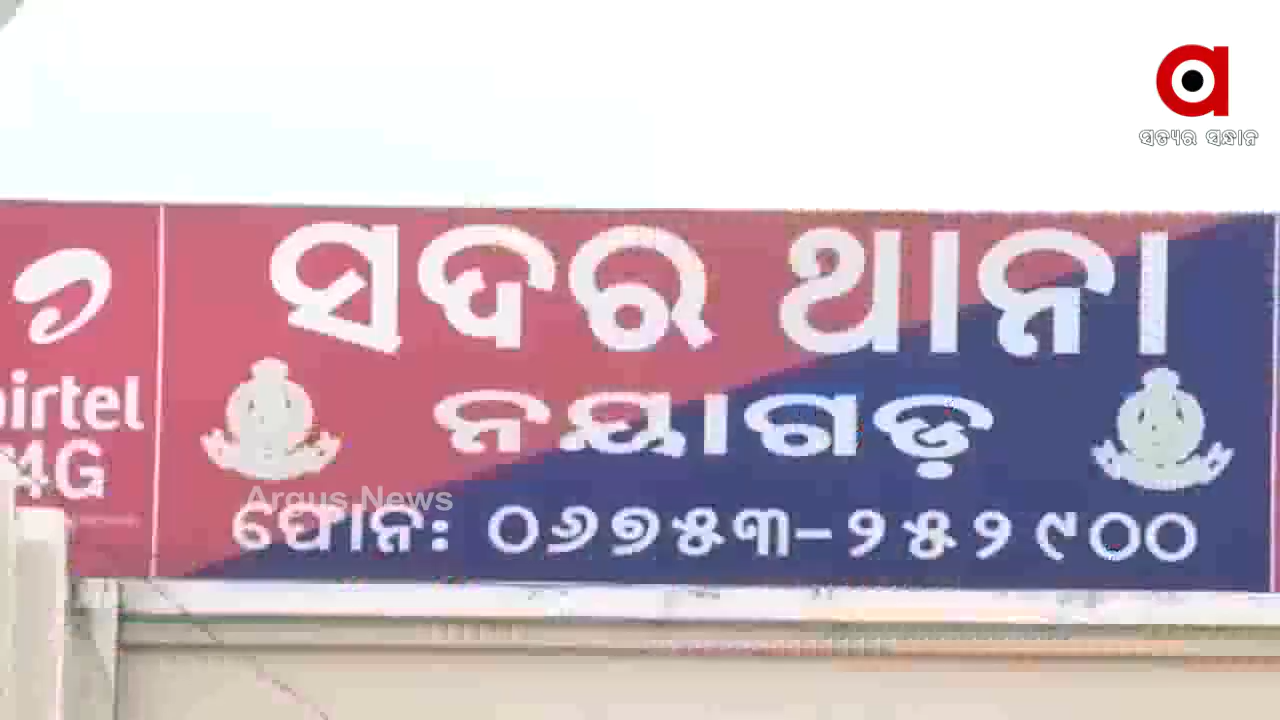 ସତ୍ୟର ସନ୍ଧାନ
ସଦର ଥାନା
airtel
4G
ନୟାଗଡ଼
Argus News
ଫୋନ: ୦୬୭୫୩-୨୫୨୯୦୦